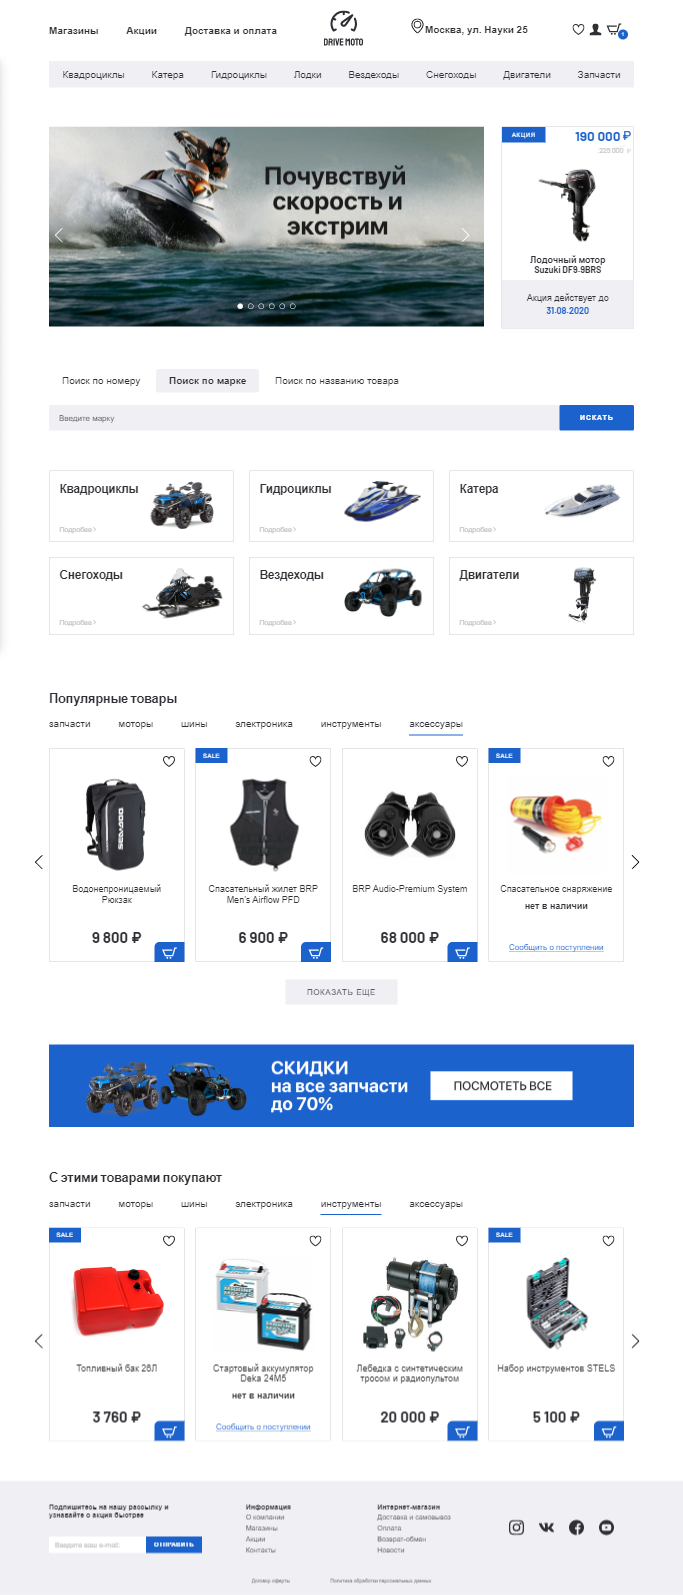 Магазины Акции Доставка и оплата
DRIVE MOTO
Москва, ул. Науки 25
1
Квадроциклы Катера Гидроциклы Лодки Вездеходы Снегоходы Двигатели Запчасти
Почувствуй
скорость и
экстрим
АКЦИЯ
190 000 ₽
229 000 ₽
Лодочный мотор
Suzuki DF9.9BRS
Акция действует до
31.08.2020
Поиск по номеру Поиск по марке Поиск по названию товара
Введите марку
ИСКАТЬ
Квадроциклы
Подробее >
Гидроциклы
Подробее >
Катера
Подробее >
Снегоходы
Подробее >
Вездеходы
Подробее >
Двигатели
Подробее >
Популярные товары
запчасти моторы шины электроника инструменты аксессуары
Водонепроницаемый
Рюкзак
9 800 ₽
SALE
Спасательный жилет BRP
Men's Airflow PFD
6 900 ₽
BRP Audio-Premium System
68 000 ₽
SALE
Спасательное снаряжение
нет в наличии
Сообщить о поступлении
ПОКАЗАТЬ ЕЩЕ
СКИДКИ
на все запчасти
до 70%
ПОСМОТЕТЬ ВСЕ
С этими товарами покупают
запчасти моторы шины электроника инструменты аксессуары
SALE
Топливный бак 26Л
3 760 ₽
Стартовый аккумулятор
Deka 24M5
нет в наличии
Сообщить о поступлении
Лебедка с синтетическим
тросом и радиопультом
20 000 ₽
SALE
Набор инструментов STELS
5 100 ₽
Подпишитесь на нашу рассылку и
узнавайте о акция быстрее
Введите ваш e-mail:
ОТПРАВИТЬ
Информация
О компании
Магазины
Акции
Контакты
Интернет-магазин
Доставка и самовывоз
Оплата
Возврат-обмен
Новости
Договор оферты
Политика обработки персональных данных